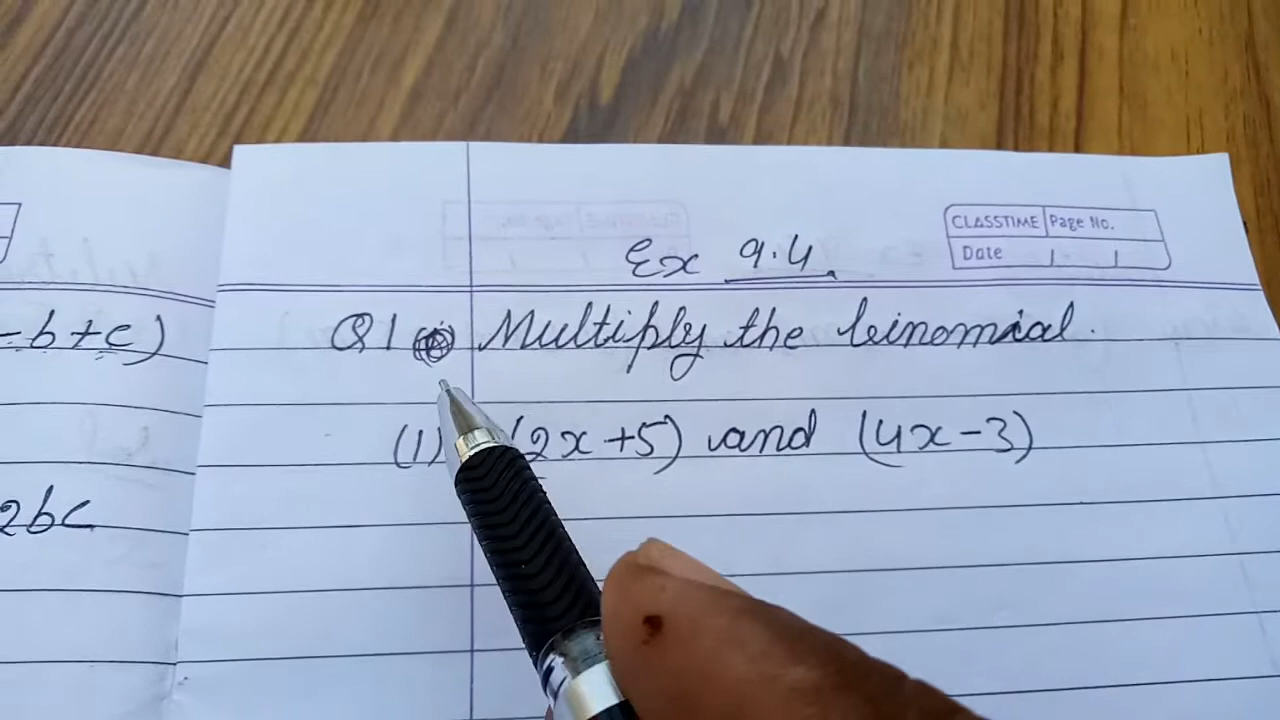 CLASSTIME Page No.
Date
Ex 9.4
Q1 Multiply the binomial.
(1) (2x+5) and (4x-3)
-b+c)
2bc